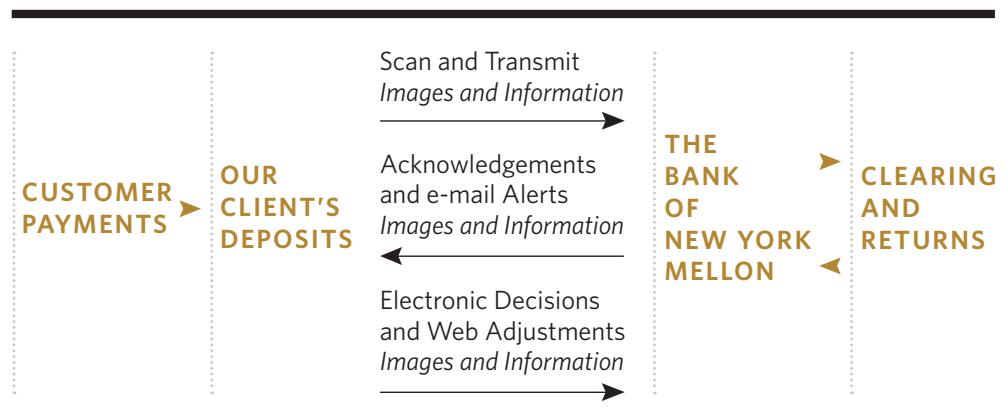 CUSTOMER
PAYMENTS
OUR
CLIENT'S
DEPOSITS
Scan and Transmit
Images and Information
Acknowledgements
and e-mail Alerts
Images and Information
Electronic Decisions
and Web Adjustments
Images and Information
THE
BANK
OF
NEW YORK
MELLON
CLEARING
AND
RETURNS